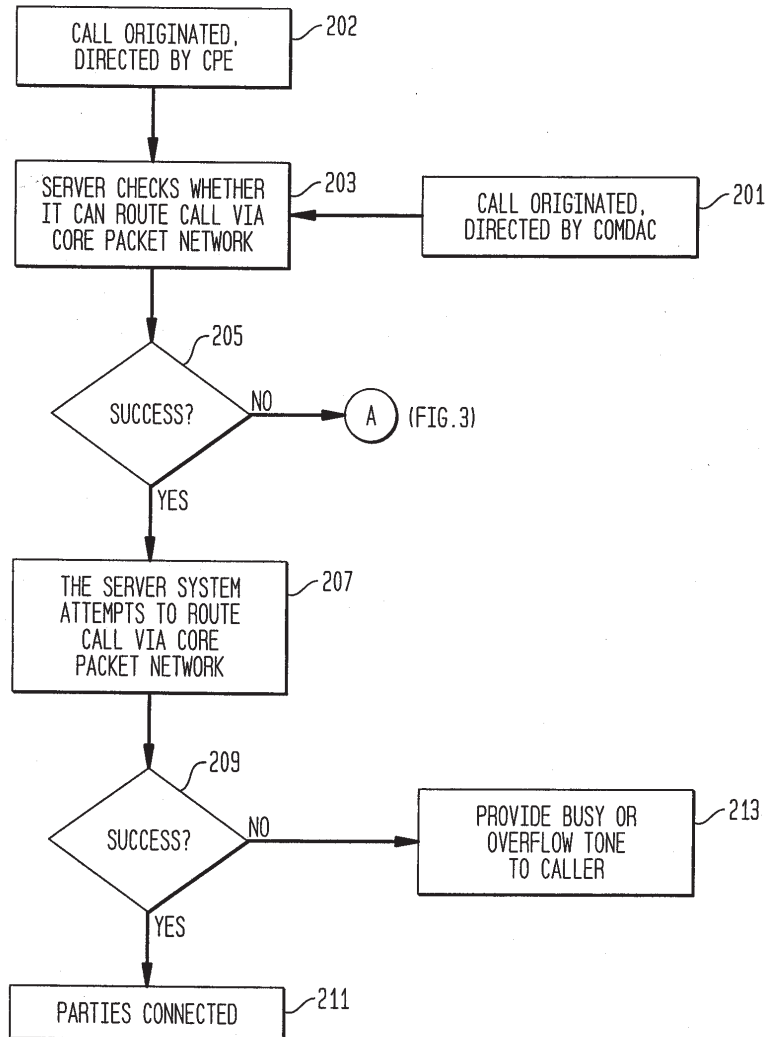 CALL ORIGINATED,
DIRECTED BY CPE
202
SERVER CHECKS WHETHER
IT CAN ROUTE CALL VIA
CORE PACKET NETWORK
203
CALL ORIGINATED,
DIRECTED BY COMDAC
201
205
SUCCESS?
NO
A
(FIG.3)
YES
THE SERVER SYSTEM
ATTEMPTS TO ROUTE
CALL VIA CORE
PACKET NETWORK
207
209
SUCCESS?
NO
PROVIDE BUSY OR
OVERFLOW TONE
TO CALLER
213
YES
PARTIES CONNECTED
211